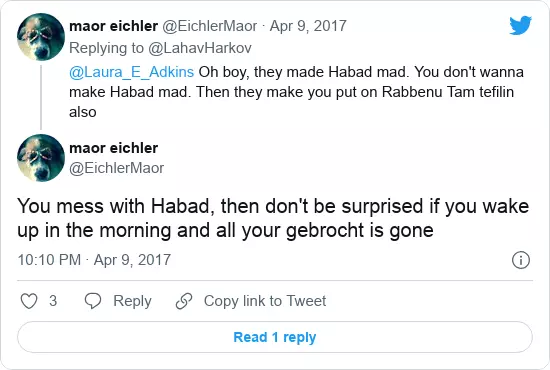 maor eichler @EichlerMaor · Apr 9, 2017
Replying to @LahavHarkov
@Laura_E_Adkins Oh boy, they made Habad mad. You don't wanna
make Habad mad. Then they make you put on Rabbenu Tam tefilin
also
maor eichler
@EichlerMaor
You mess with Habad, then don't be surprised if you wake
up in the morning and all your gebrocht is gone
10:10 PM · Apr 9, 2017
3 Reply Copy link to Tweet
Read 1 reply